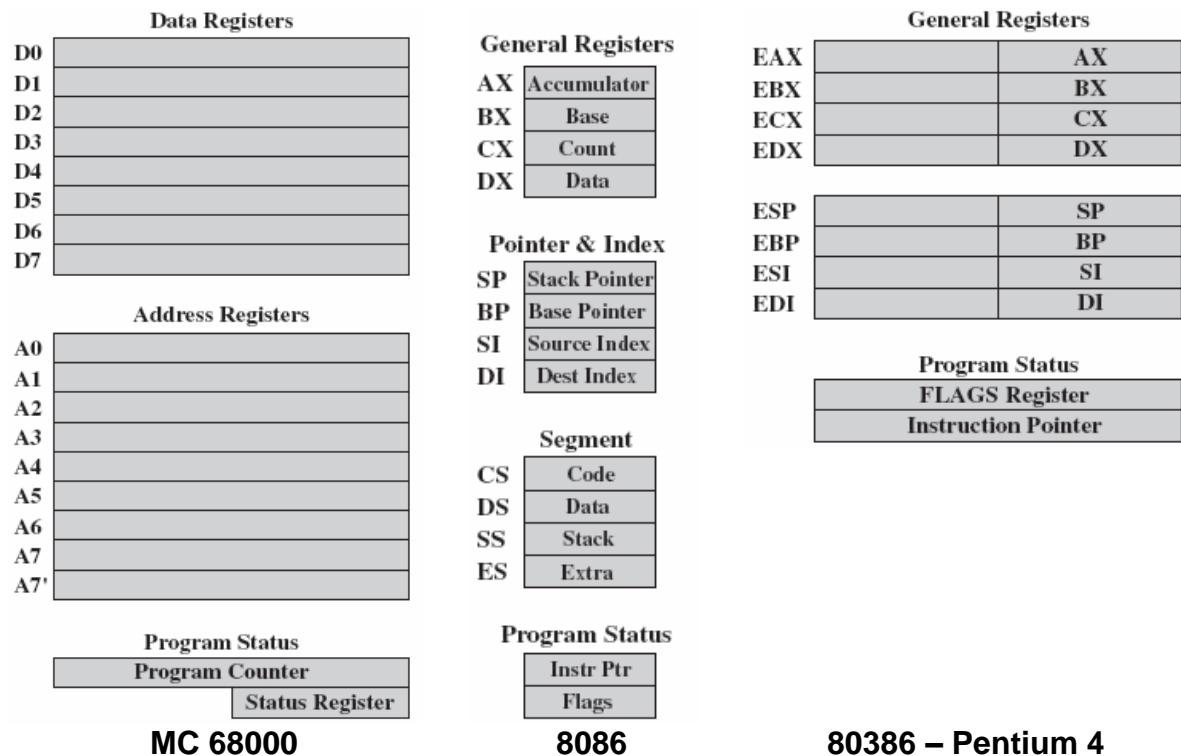 Data Registers
D0
D1
D2
D3
D4
D5
D6
D7
Address Registers
A0
A1
A2
A3
A4
A5
A6
A7
A7'
Program Status
Program Counter
Status Register
MC 68000
General Registers
AX Accumulator
BX Base
CX Count
DX Data
Pointer & Index
SP Stack Pointer
BP Base Pointer
SI Source Index
DI Dest Index
Segment
CS Code
DS Data
SS Stack
ES Extra
Program Status
Instr Ptr
Flags
8086
General Registers
EAX AX
EBX BX
ECX CX
EDX DX
ESP SP
EBP BP
ESI SI
EDI DI
Program Status
FLAGS Register
Instruction Pointer
80386 – Pentium 4